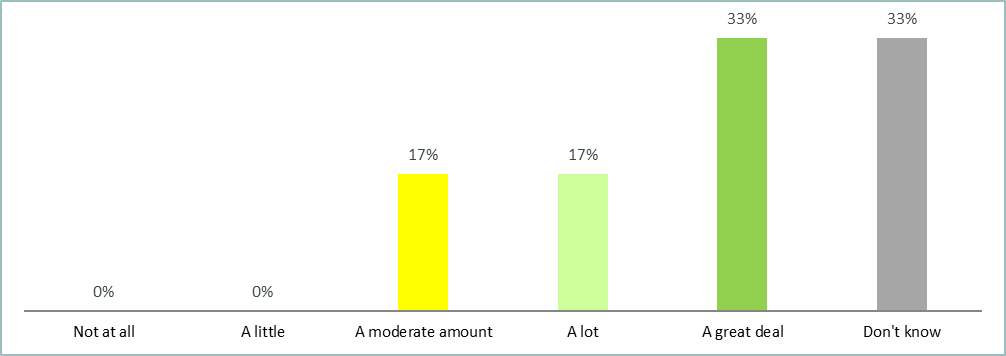 33% 33%
17% 17%
0% 0%
Not at all A little A moderate amount A lot A great deal Don't know